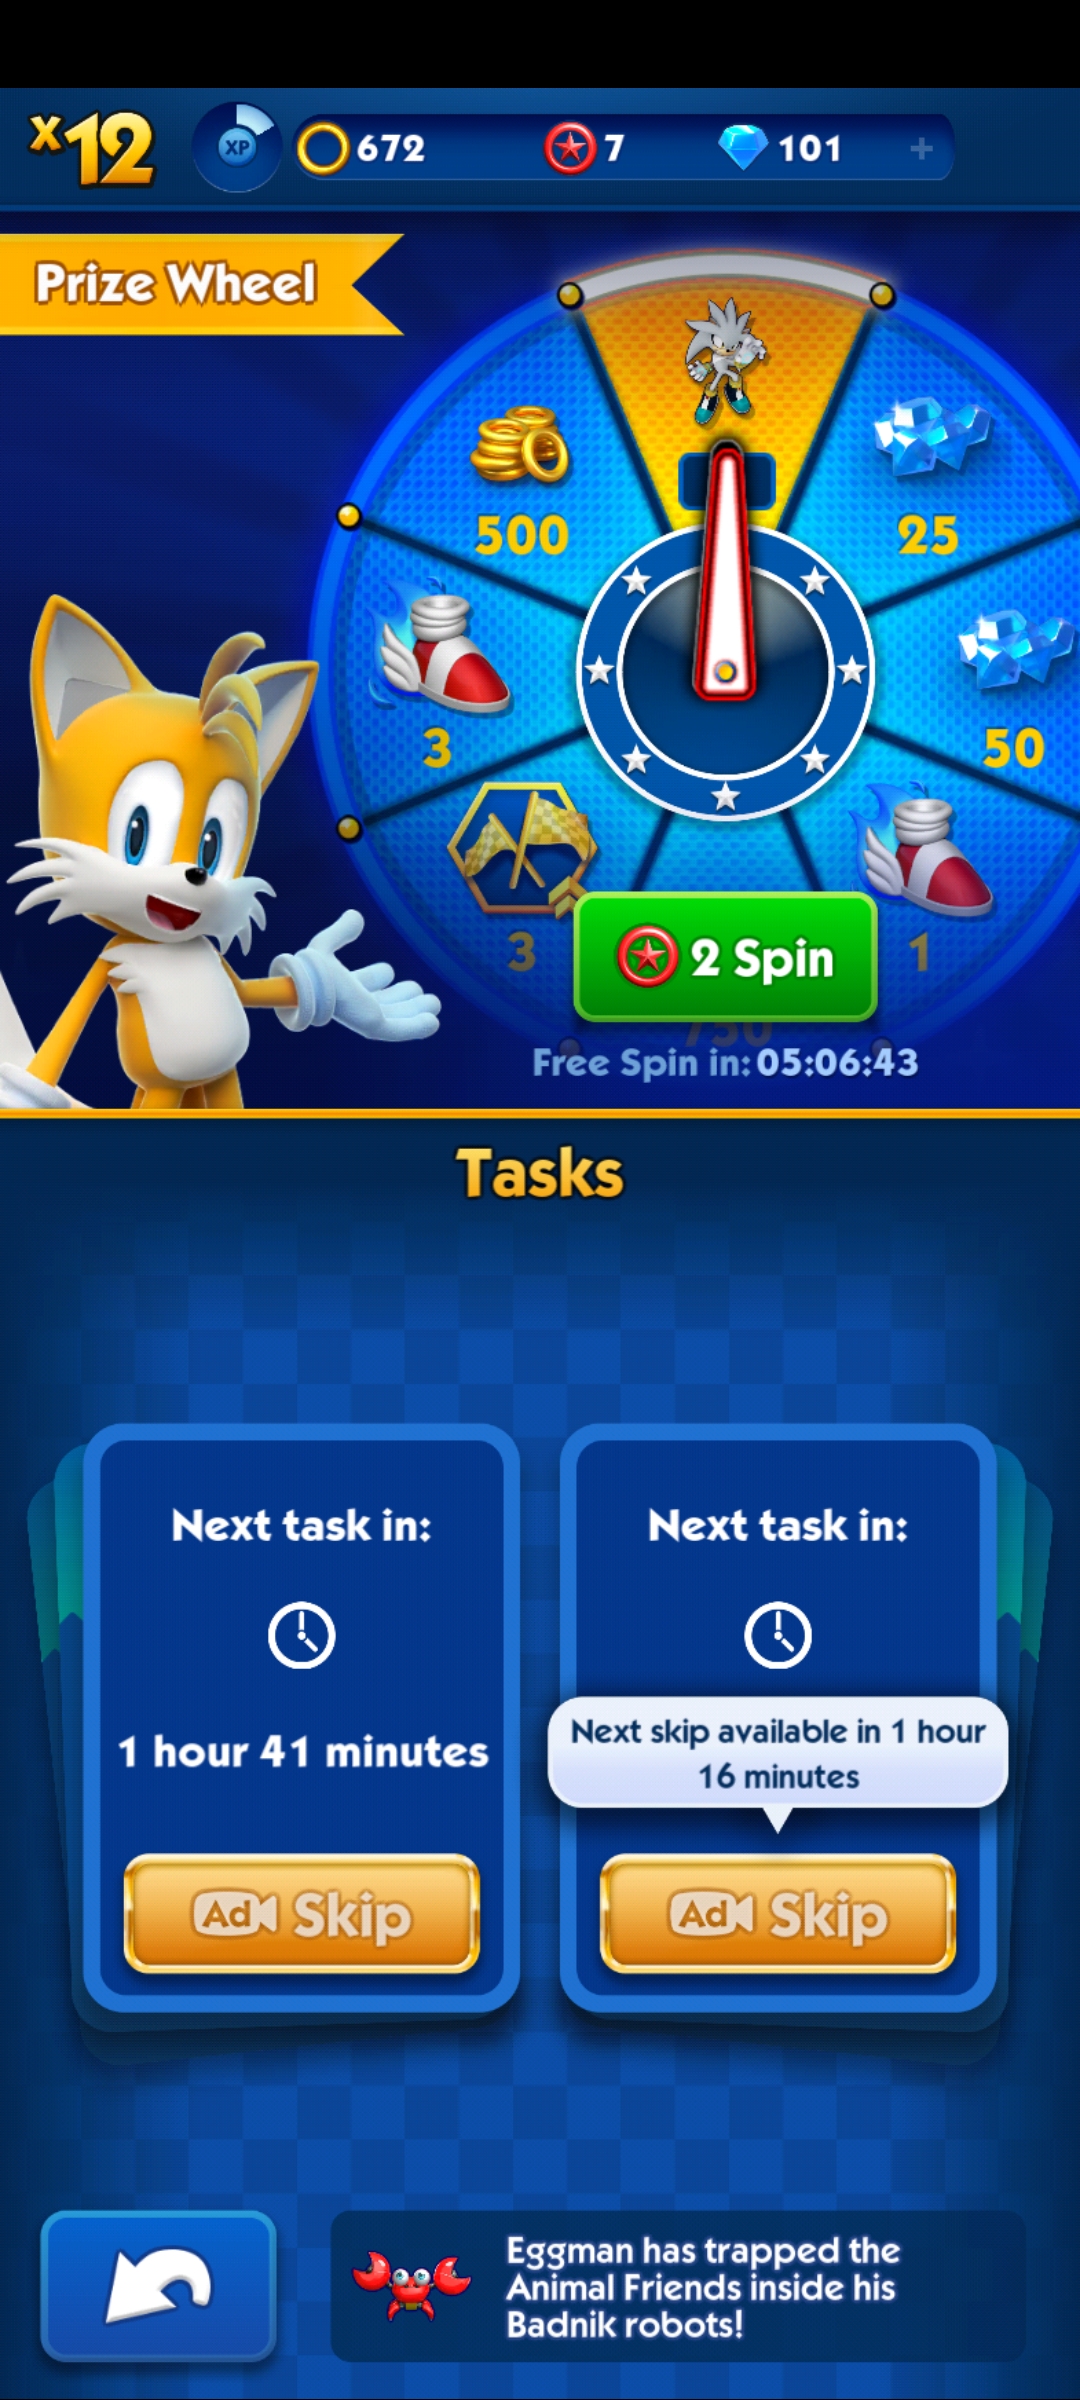 x12
XP
672
7
101
+
Prize Wheel
500
25
3
50
3
1
2 Spin
750
Free Spin in: 05:06:43
Tasks
Next task in:
1 hour 41 minutes
Ad Skip
Next task in:
Next skip available in 1 hour
16 minutes
Ad Skip
Eggman has trapped the
Animal Friends inside his
Badnik robots!